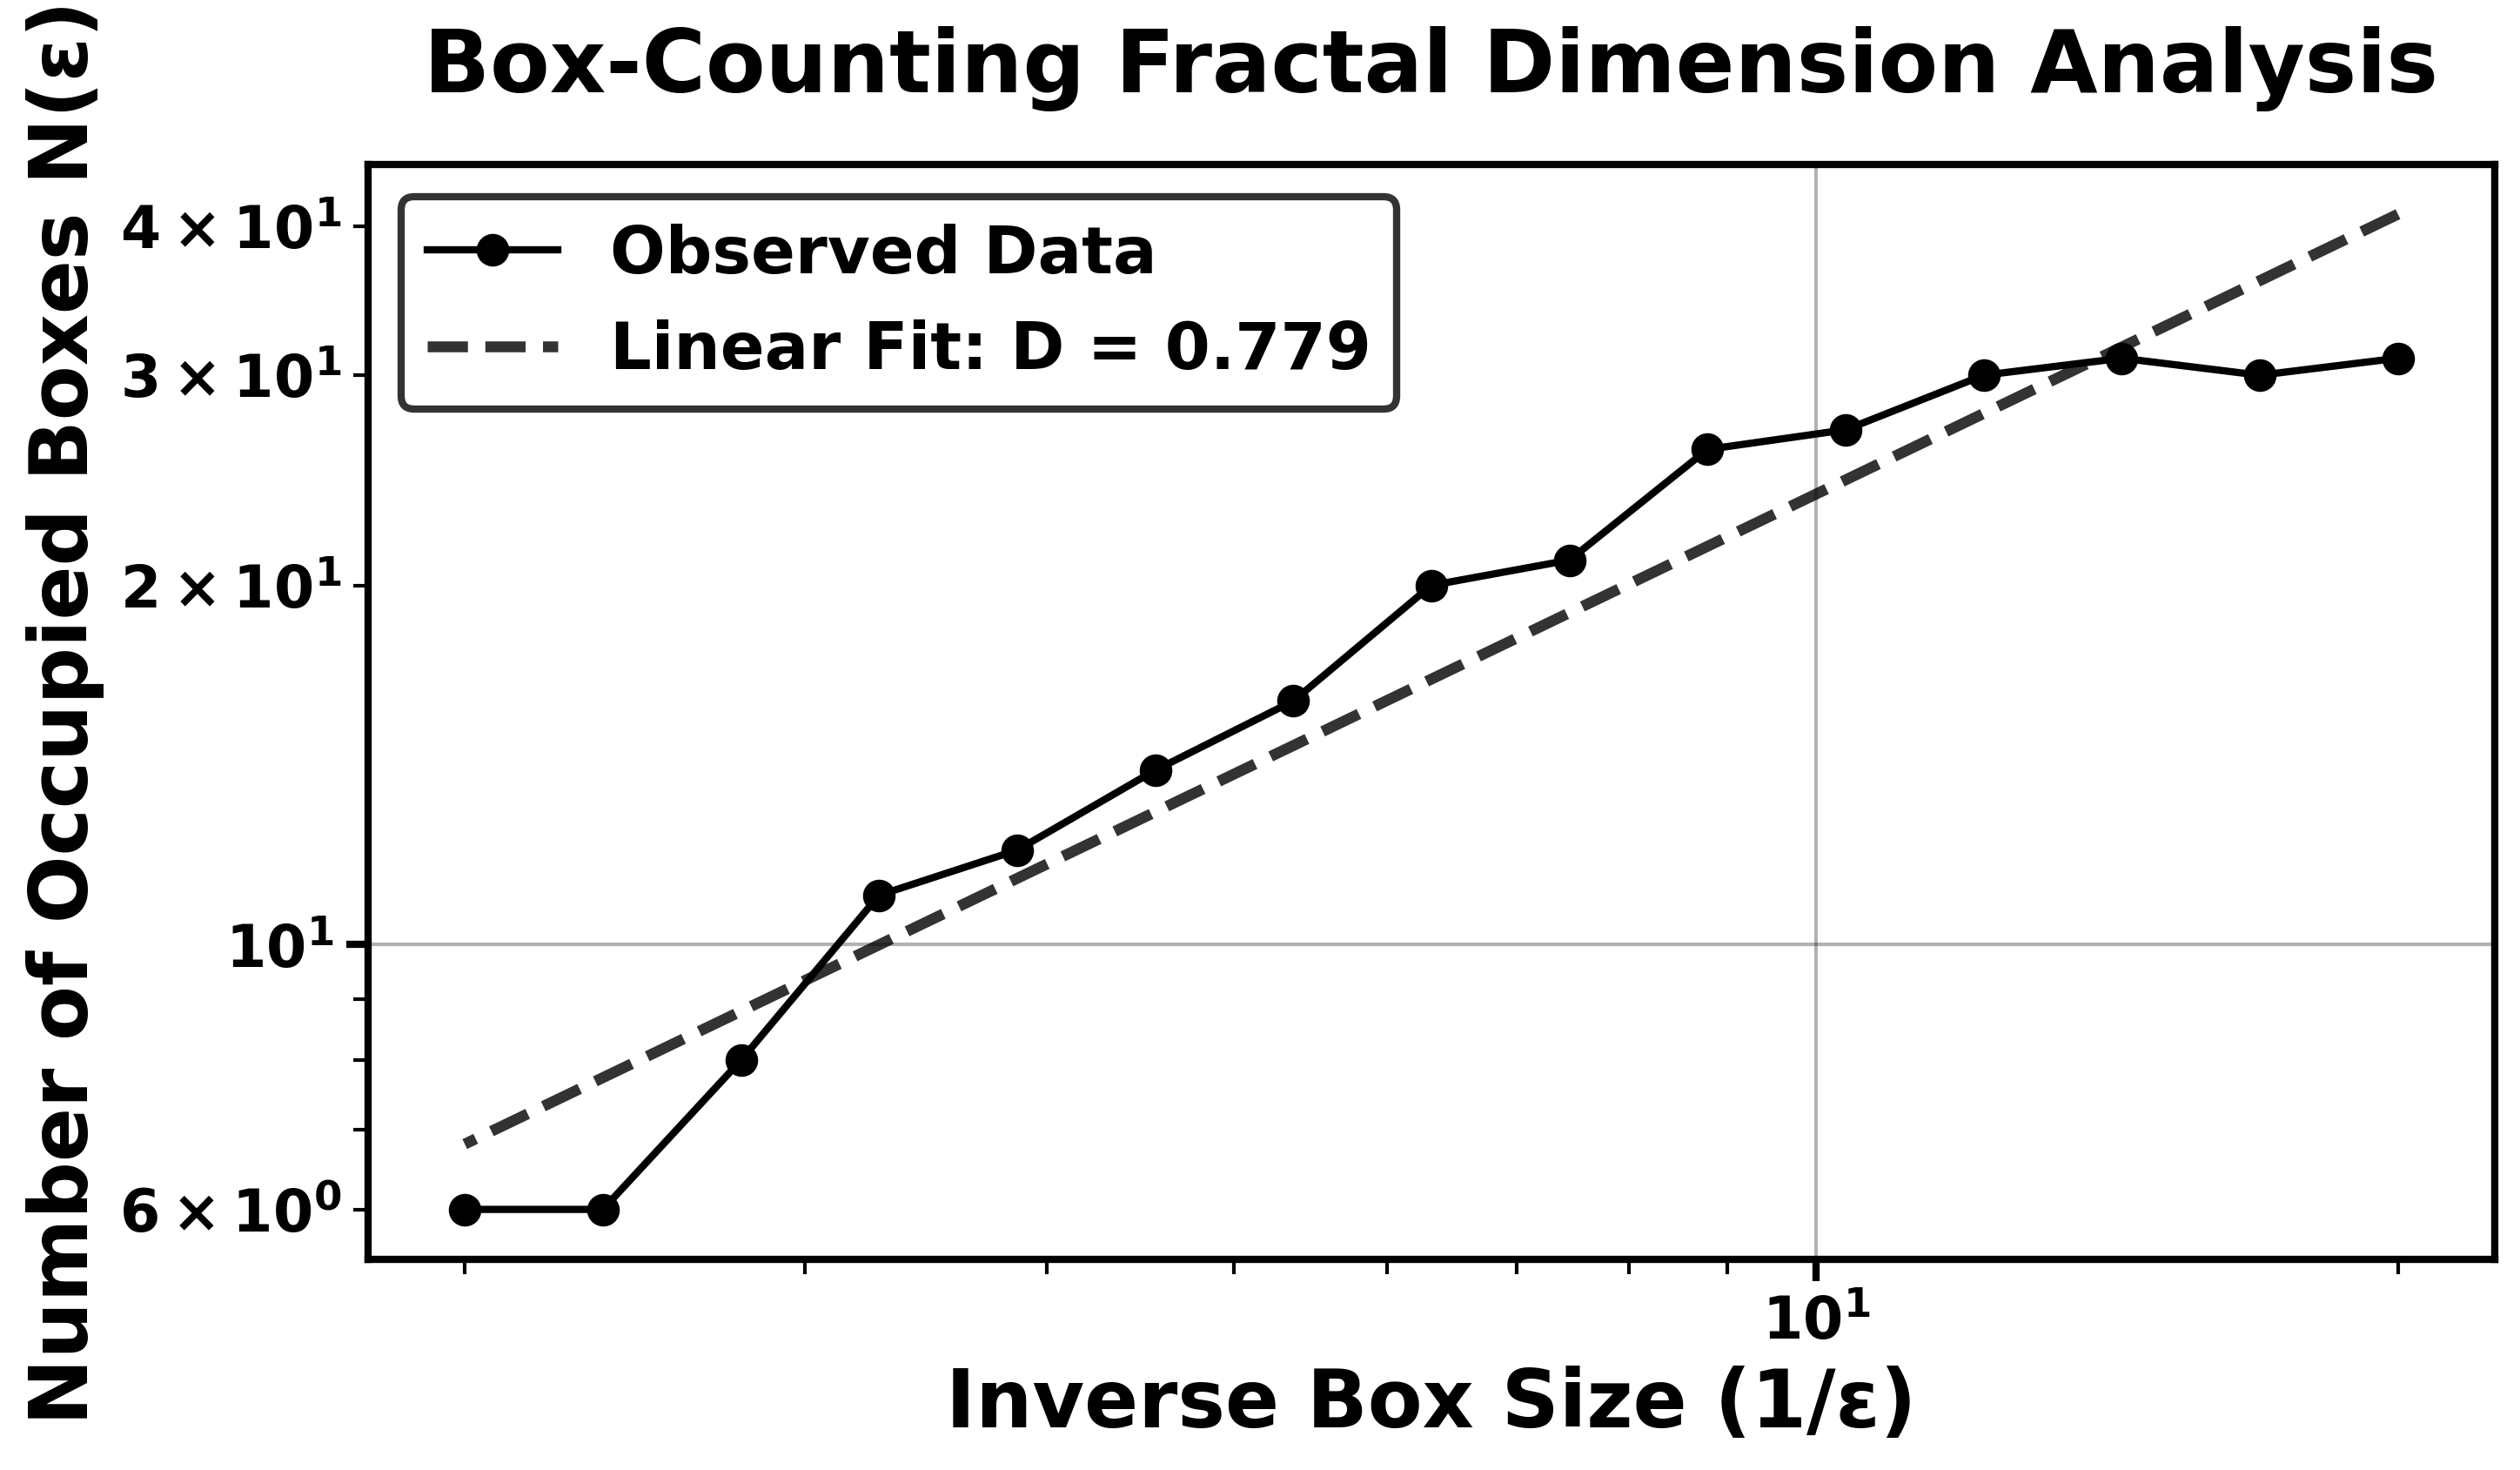 Box-Counting Fractal Dimension Analysis
Number of Occupied Boxes N(ε)
4 × 10¹
3 × 10¹
2 × 10¹
10¹
6 × 10⁰
Observed Data
Linear Fit: D = 0.779
10¹
Inverse Box Size (1/ε)